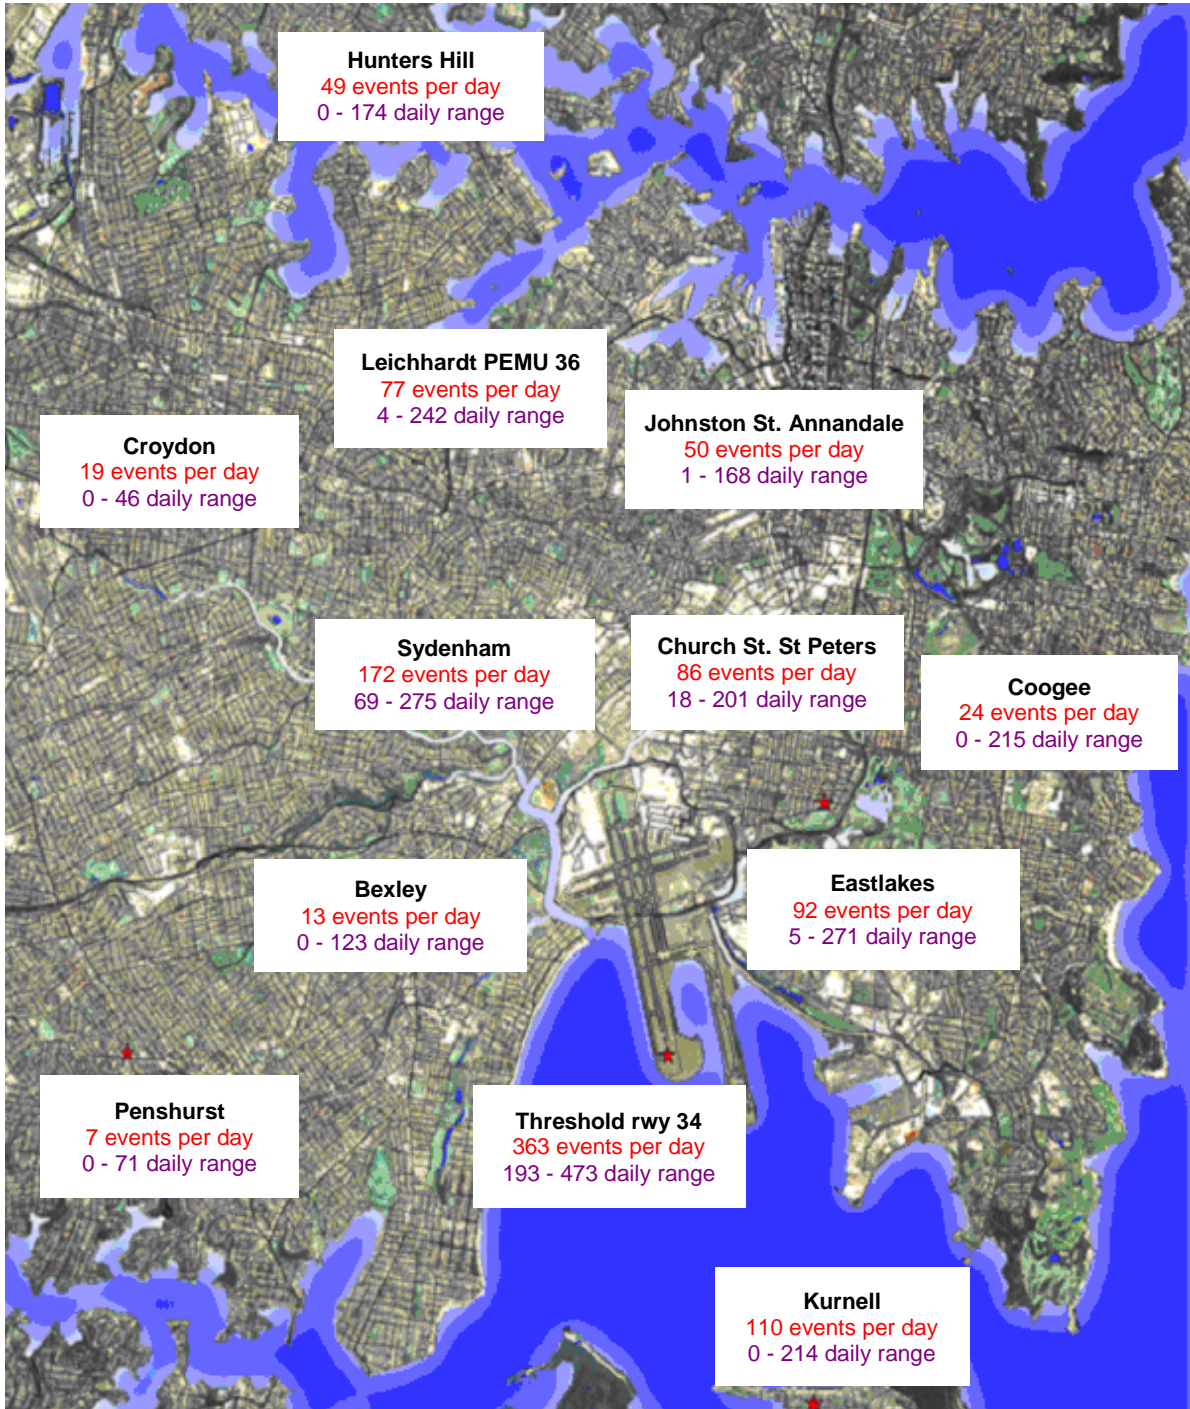 Hunters Hill
49 events per day
0 - 174 daily range
Leichhardt PEMU 36
77 events per day
4 - 242 daily range
Johnston St. Annandale
50 events per day
1 - 168 daily range
Croydon
19 events per day
0 - 46 daily range
Sydenham
172 events per day
69 - 275 daily range
Church St. St Peters
86 events per day
18 - 201 daily range
Coogee
24 events per day
0 - 215 daily range
Bexley
13 events per day
0 - 123 daily range
Eastlakes
92 events per day
5 - 271 daily range
Penshurst
7 events per day
0 - 71 daily range
Threshold rwy 34
363 events per day
193 - 473 daily range
Kurnell
110 events per day
0 - 214 daily range